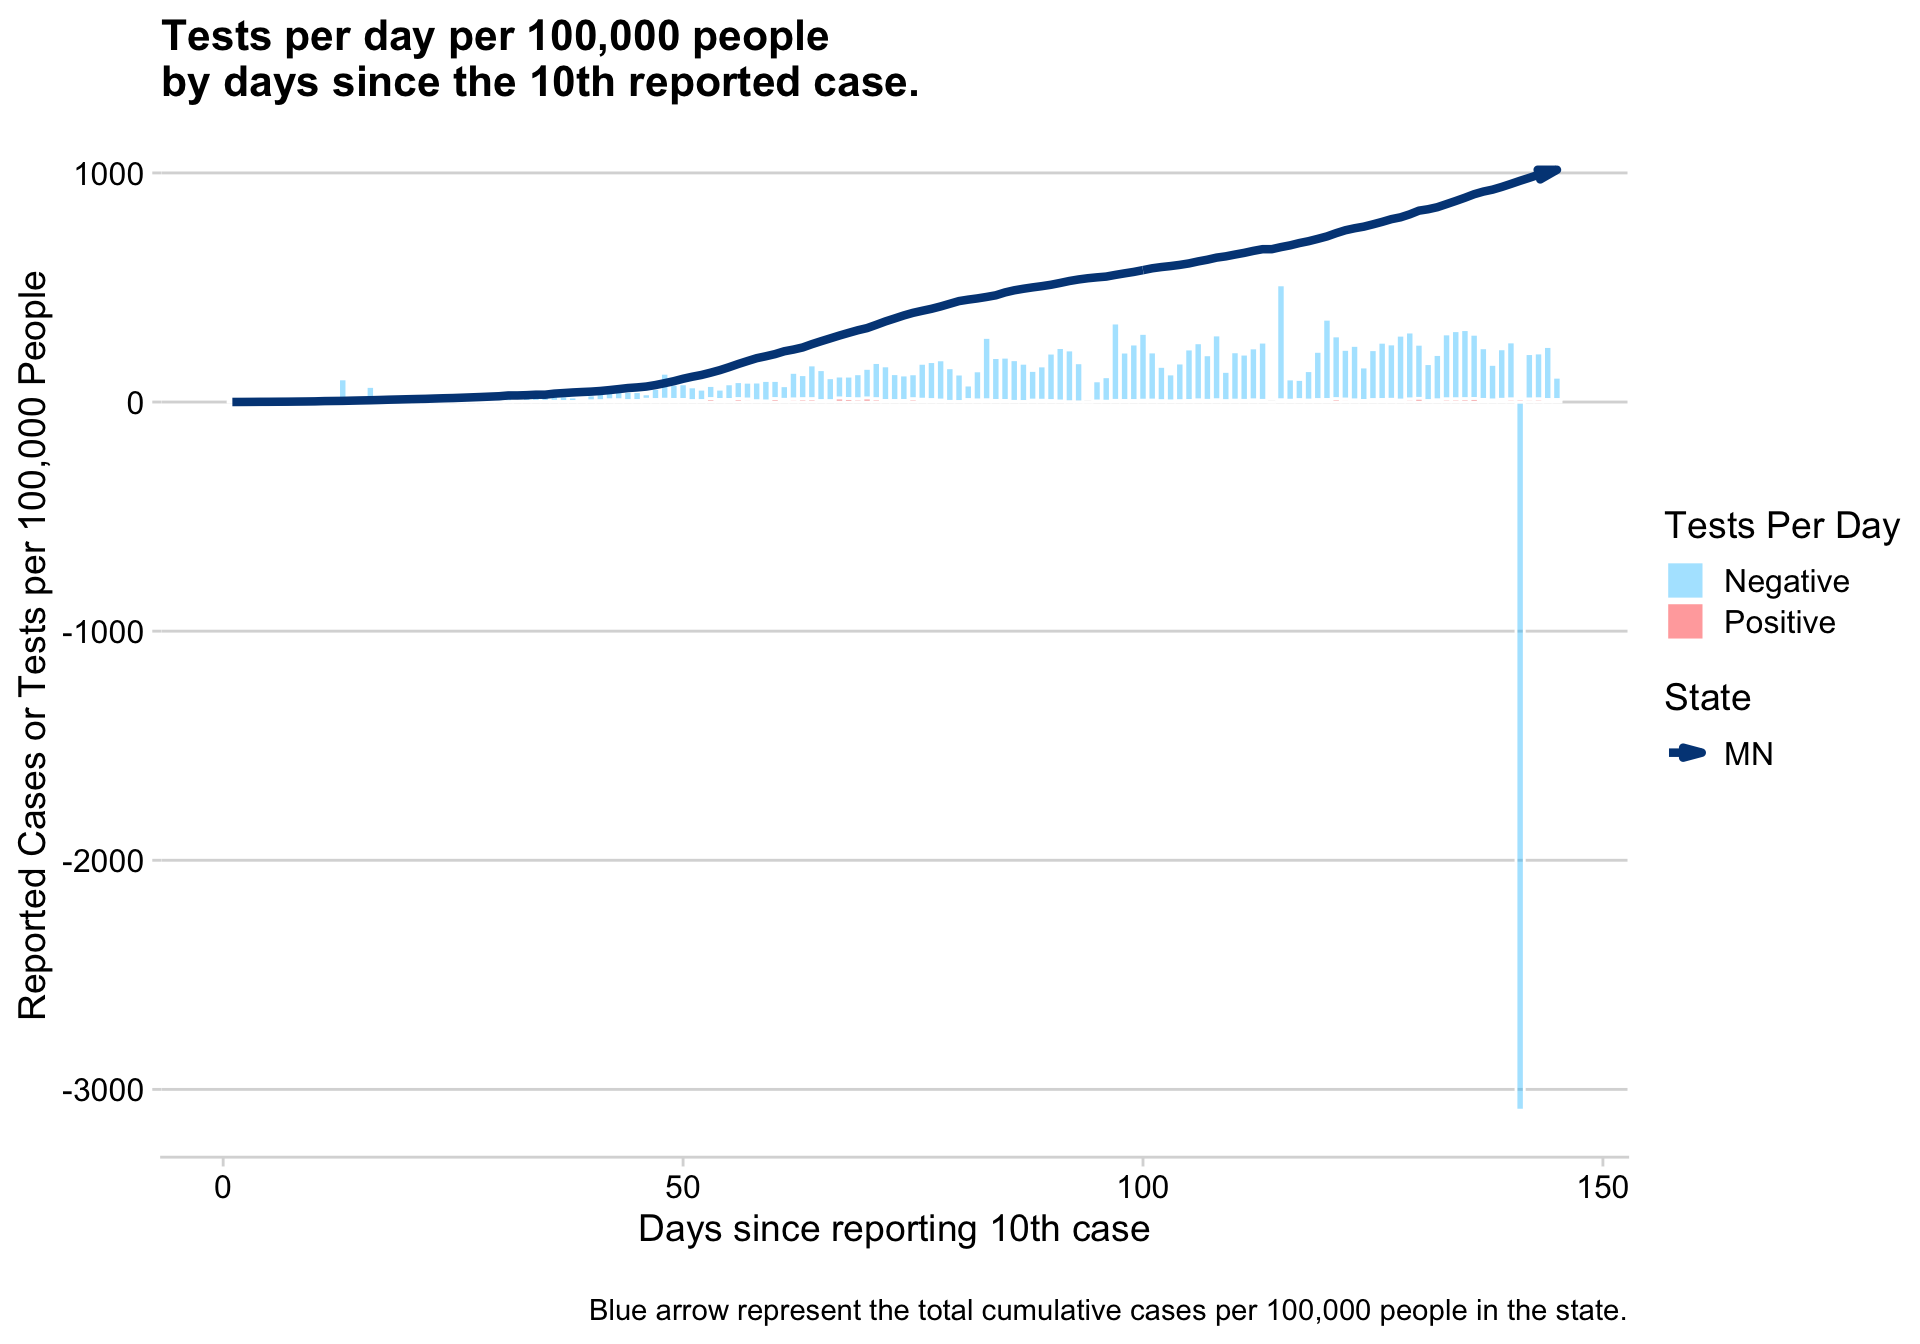 Tests per day per 100,000 people
by days since the 10th reported case.
Reported Cases or Tests per 100,000 People
1000
0
-1000
-2000
-3000
0
50
100
150
Days since reporting 10th case
Tests Per Day
Negative
Positive
State
MN
Blue arrow represent the total cumulative cases per 100,000 people in the state.